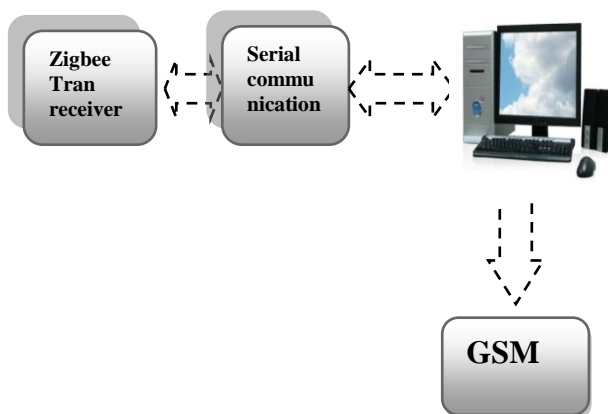 Zigbee
Tran
receiver
Serial
commu
nication
GSM